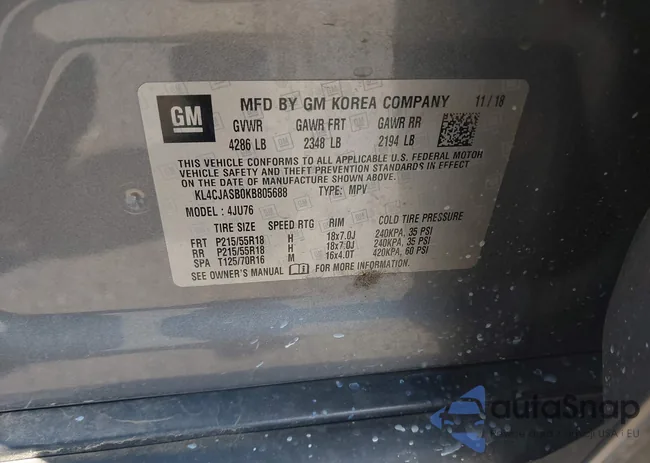 GM MFD BY GM KOREA COMPANY 11/18
GVWR GAWR FRT GAWR RR
4286 LB 2348 LB 2194 LB
THIS VEHICLE CONFORMS TO ALL APPLICABLE U.S. FEDERAL MOTOR
VEHICLE SAFETY AND THEFT PREVENTION STANDARDS IN EFFECT
ON THE DATE OF MANUFACTURE SHOWN ABOVE.
KL4CJASB0KB805688 TYPE: MPV
MODEL: 4JU76
TIRE SIZE SPEED RTG RIM COLD TIRE PRESSURE
FRT P215/55R18 H 18x7.0J 240KPA, 35 PSI
RR P215/55R18 H 18x7.0J 240KPA, 35 PSI
SPA T125/70R16 M 16x4.0T 420KPA, 60 PSI
SEE OWNER'S MANUAL FOR MORE INFORMATION.
autoSnap
USA | EU